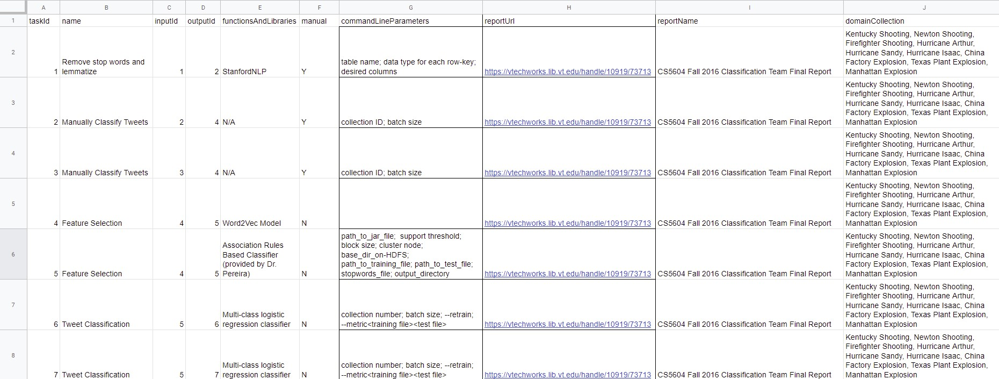 A B C D E F G H I J
1 taskId name inputId outputId functionsAndLibraries manual commandLineParameters reportUrl reportName domainCollection
2
Kentucky Shooting, Newton Shooting,
Firefighter Shooting, Hurricane Arthur,
Hurricane Sandy, Hurricane Isaac, China
Remove stop words and table name; data type for each row-key; Factory Explosion, Texas Plant Explosion,
1 lemmatize 1 2 StanfordNLP Y desired columns https://vtechworks.lib.vt.edu/handle/10919/73713 CS5604 Fall 2016 Classification Team Final Report Manhattan Explosion
3
Kentucky Shooting, Newton Shooting,
Firefighter Shooting, Hurricane Arthur,
Hurricane Sandy, Hurricane Isaac, China
Factory Explosion, Texas Plant Explosion,
2 Manually Classify Tweets 2 4 N/A Y collection ID; batch size https://vtechworks.lib.vt.edu/handle/10919/73713 CS5604 Fall 2016 Classification Team Final Report Manhattan Explosion
4
Kentucky Shooting, Newton Shooting,
Firefighter Shooting, Hurricane Arthur,
Hurricane Sandy, Hurricane Isaac, China
Factory Explosion, Texas Plant Explosion,
3 Manually Classify Tweets 3 4 N/A Y collection ID; batch size https://vtechworks.lib.vt.edu/handle/10919/73713 CS5604 Fall 2016 Classification Team Final Report Manhattan Explosion
5
Kentucky Shooting, Newton Shooting,
Firefighter Shooting, Hurricane Arthur,
Hurricane Sandy, Hurricane Isaac, China
Factory Explosion, Texas Plant Explosion,
4 Feature Selection 4 5 Word2Vec Model N https://vtechworks.lib.vt.edu/handle/10919/73713 CS5604 Fall 2016 Classification Team Final Report Manhattan Explosion
6
path_to_jar_file; support threshold; Kentucky Shooting, Newton Shooting,
Association Rules block size; cluster node; Firefighter Shooting, Hurricane Arthur,
Based Classifier base_dir_on-HDFS; Hurricane Sandy, Hurricane Isaac, China
(provided by Dr. path_to_training_file; path_to_test_file; Factory Explosion, Texas Plant Explosion,
5 Feature Selection 4 5 Pereira) N stopwords_file; output_directory https://vtechworks.lib.vt.edu/handle/10919/73713 CS5604 Fall 2016 Classification Team Final Report Manhattan Explosion
7
Kentucky Shooting, Newton Shooting,
Firefighter Shooting, Hurricane Arthur,
Hurricane Sandy, Hurricane Isaac, China
Multi-class logistic collection number; batch size; --retrain; Factory Explosion, Texas Plant Explosion,
6 Tweet Classification 5 6 regression classifier N --metric<training file><test file> https://vtechworks.lib.vt.edu/handle/10919/73713 CS5604 Fall 2016 Classification Team Final Report Manhattan Explosion
8
Kentucky Shooting, Newton Shooting,
Firefighter Shooting, Hurricane Arthur,
Hurricane Sandy, Hurricane Isaac, China
Multi-class logistic collection number; batch size; --retrain; Factory Explosion, Texas Plant Explosion,
7 Tweet Classification 5 7 regression classifier N --metric<training file><test file> https://vtechworks.lib.vt.edu/handle/10919/73713 CS5604 Fall 2016 Classification Team Final Report Manhattan Explosion